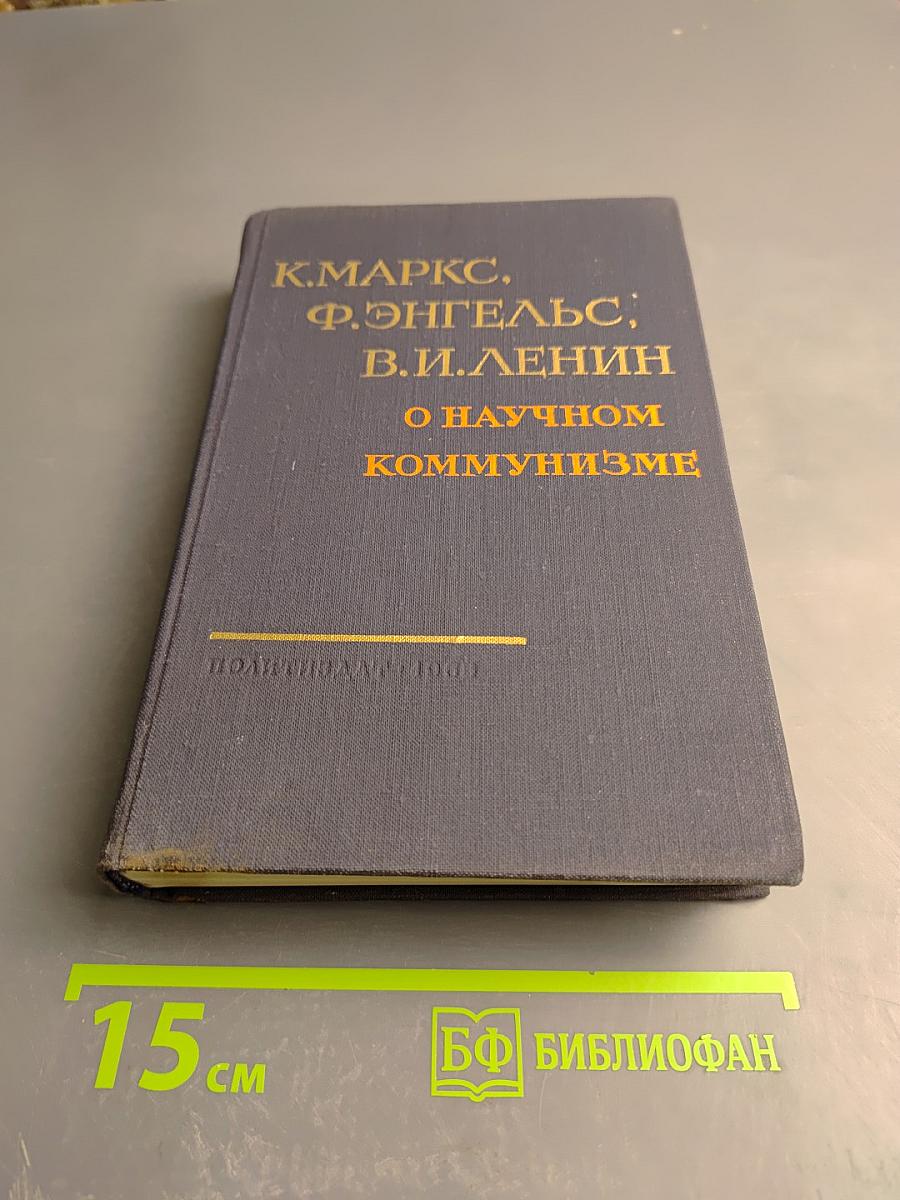 К.МАРКС,
Ф.ЭНГЕЛЬС,
В.И.ЛЕНИН
О НАУЧНОМ
КОММУНИЗМЕ
15 см
БФ БИБЛИОФАН